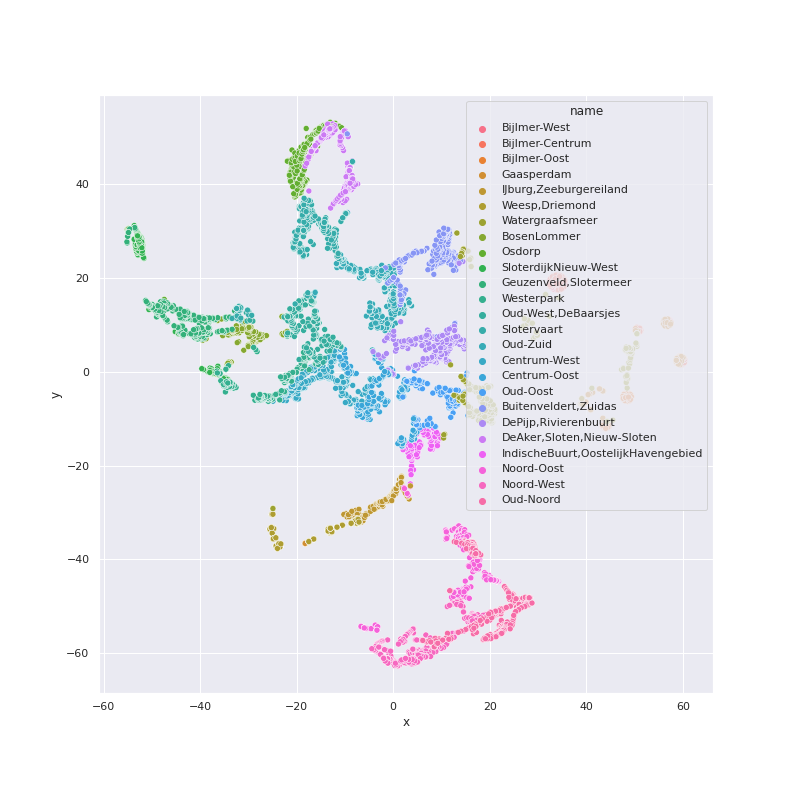 name
Bijlmer-West
Bijlmer-Centrum
Bijlmer-Oost
Gaasperdam
IJburg,Zeeburgereiland
Weesp,Driemond
Watergraafsmeer
BosenLommer
Osdorp
SloterdijkNieuw-West
Geuzenveld,Slotermeer
Westerpark
Oud-West,DeBaarsjes
Slotervaart
Oud-Zuid
Centrum-West
Centrum-Oost
Oud-Oost
Buitenveldert,Zuidas
DePijp,Rivierenbuurt
DeAker,Sloten,Nieuw-Sloten
IndischeBuurt,OostelijkHavengebied
Noord-Oost
Noord-West
Oud-Noord
40
20
0
−20
−40
−60
y
−60 −40 −20 0 20 40 60
x